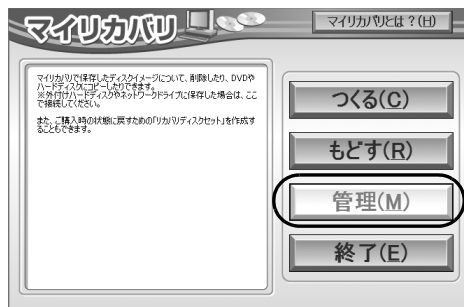 マイリカバリ
マイリカバリとは？(H)
マイリカバリで保存したディスクイメージについて、削除したり、DVDや
ハードディスクにコピーしたりできます。
※外付けハードディスクやネットワークドライブに保存した場合は、ここ
で接続してください。
また、ご購入時の状態に戻すための「リカバリディスクセット」を作成す
ることもできます。
つくる(C)
もどす(R)
管理(M)
終了(E)